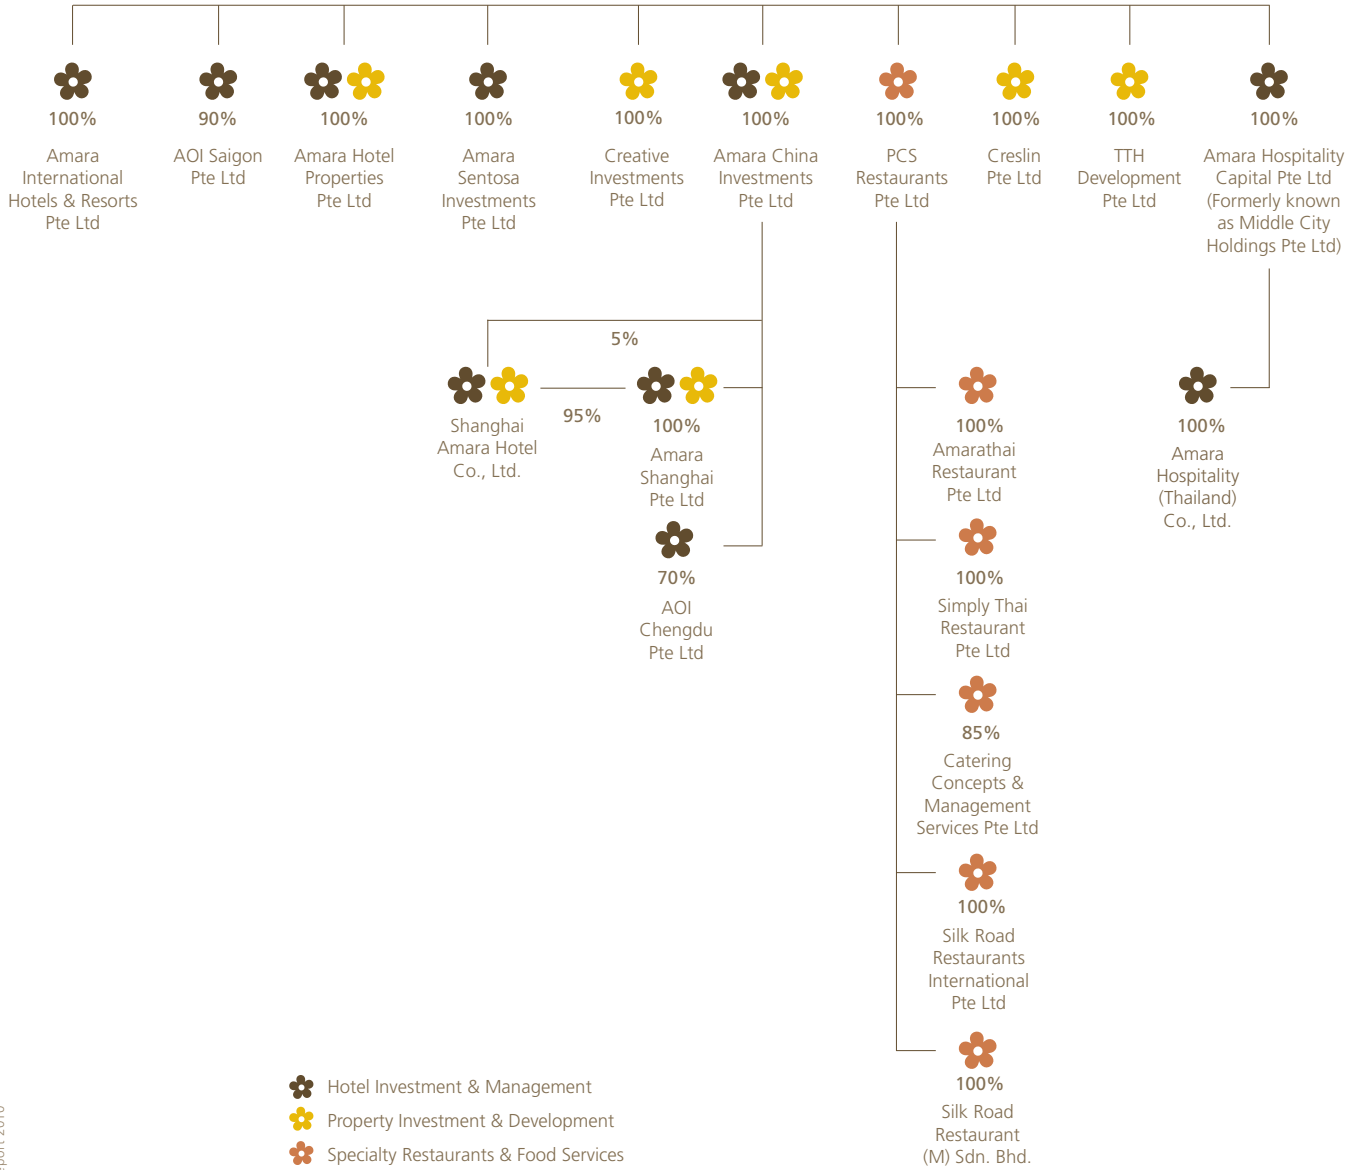 100%
Amara
International
Hotels & Resorts
Pte Ltd
90%
AOI Saigon
Pte Ltd
100%
Amara Hotel
Properties
Pte Ltd
100%
Amara
Sentosa
Investments
Pte Ltd
100%
Creative
Investments
Pte Ltd
100%
Amara China
Investments
Pte Ltd
100%
PCS
Restaurants
Pte Ltd
100%
Creslin
Pte Ltd
100%
TTH
Development
Pte Ltd
100%
Amara Hospitality
Capital Pte Ltd
(Formerly known
as Middle City
Holdings Pte Ltd)
5%
Shanghai
Amara Hotel
Co., Ltd.
95%
100%
Amara
Shanghai
Pte Ltd
70%
AOI
Chengdu
Pte Ltd
100%
Amarathai
Restaurant
Pte Ltd
100%
Simply Thai
Restaurant
Pte Ltd
85%
Catering
Concepts &
Management
Services Pte Ltd
100%
Silk Road
Restaurants
International
Pte Ltd
100%
Silk Road
Restaurant
(M) Sdn. Bhd.
100%
Amara
Hospitality
(Thailand)
Co., Ltd.
Hotel Investment & Management
Property Investment & Development
Specialty Restaurants & Food Services